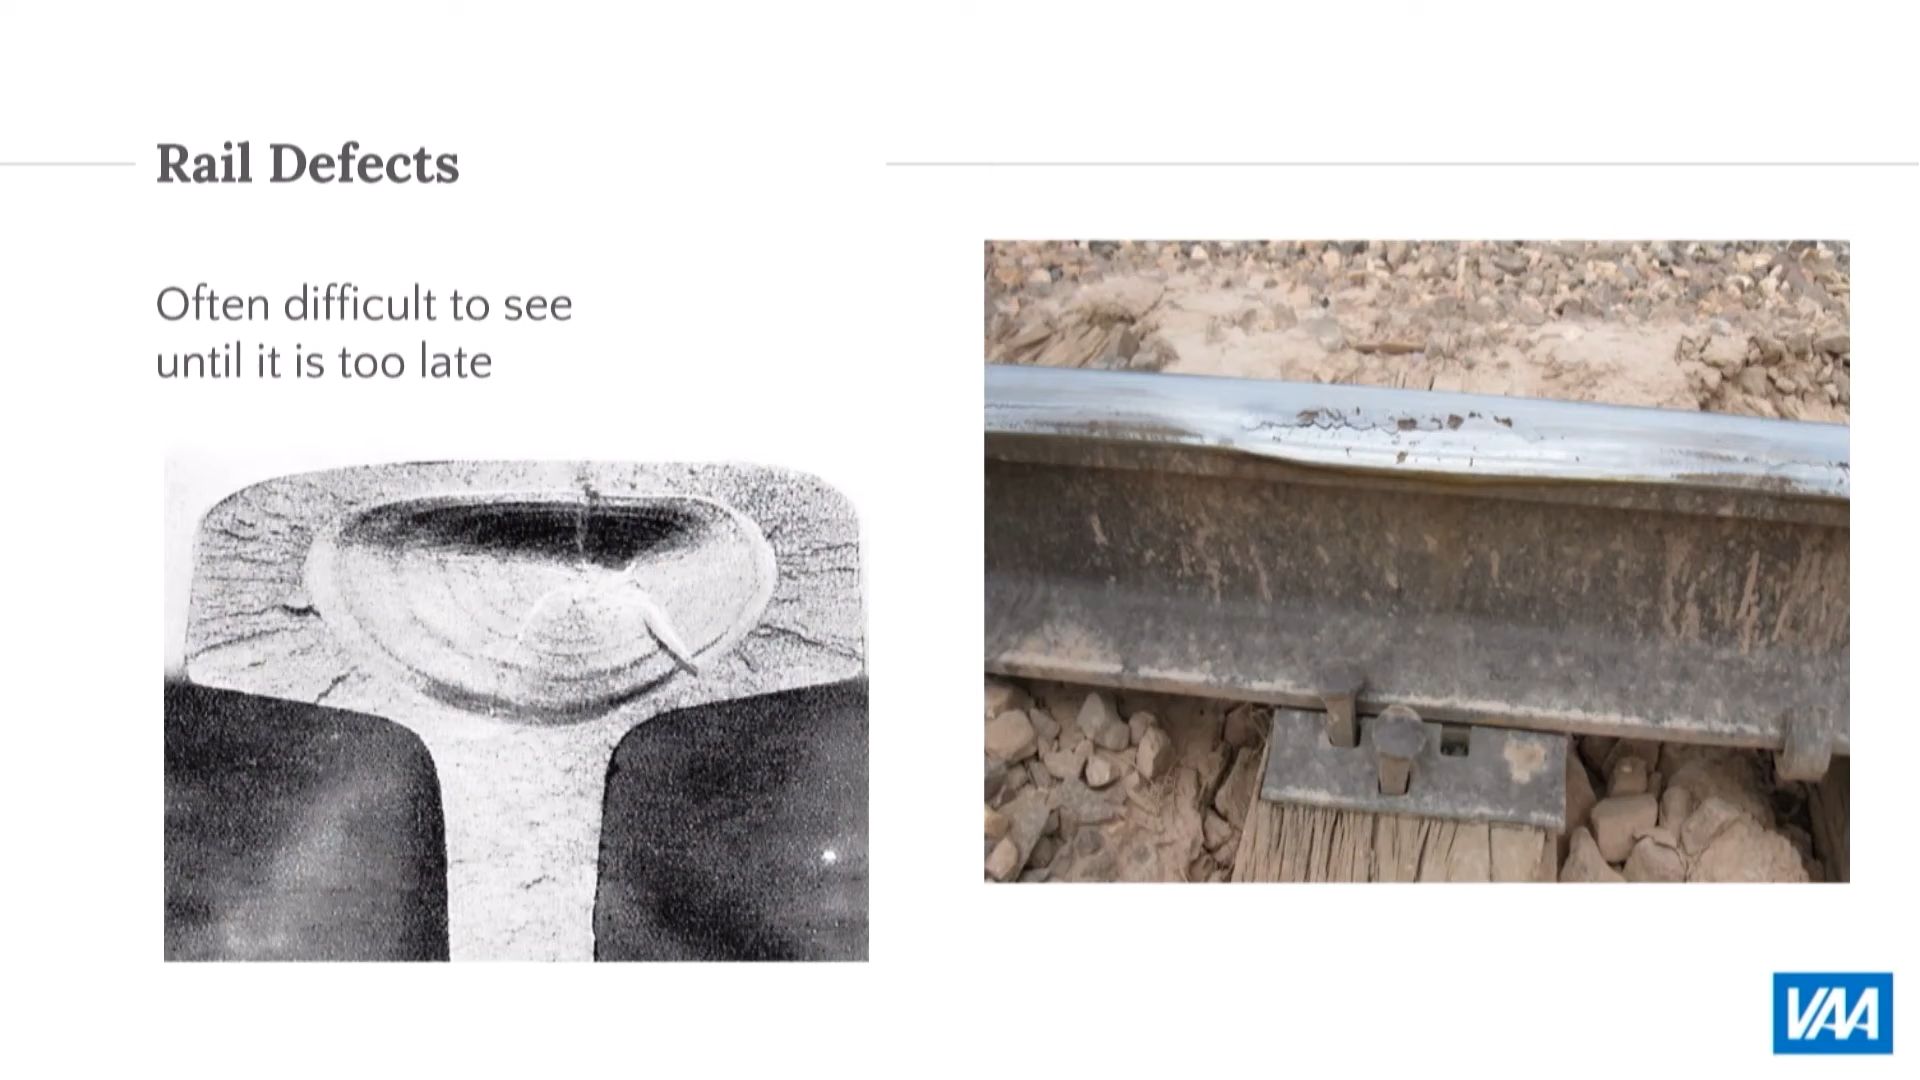 Rail Defects
Often difficult to see
until it is too late
VAA